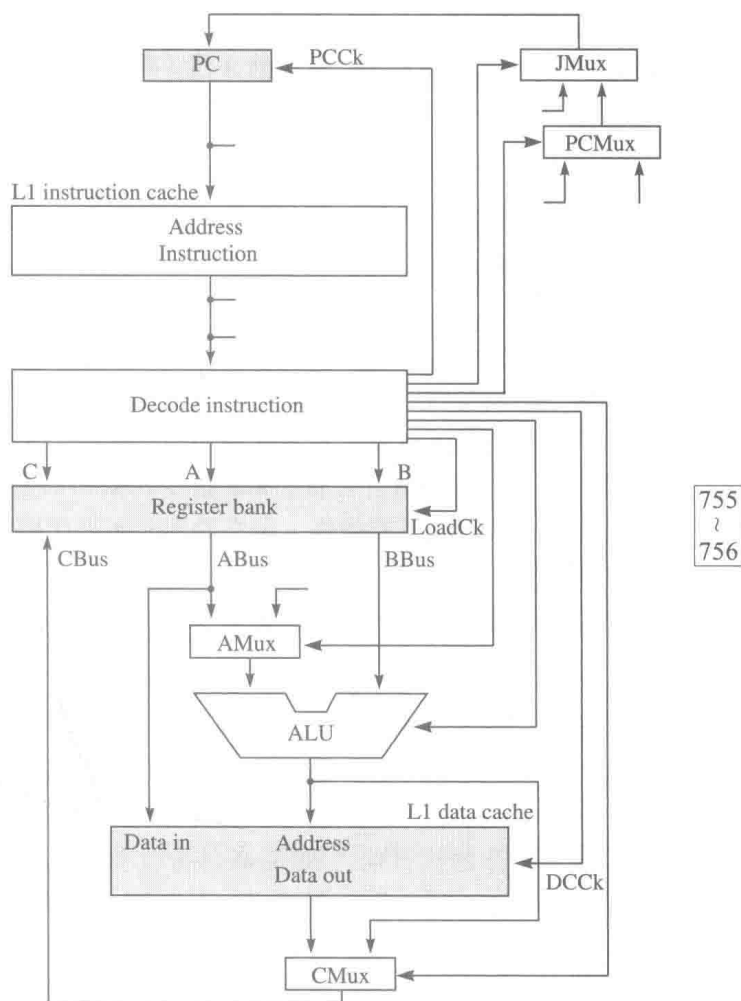 PC
PCCk
JMux
PCMux
L1 instruction cache
Address
Instruction
Decode instruction
C
A
B
Register bank
LoadCk
CBus
ABus
BBus
755
~
756
AMux
ALU
L1 data cache
Data in
Address
Data out
DCCk
CMux